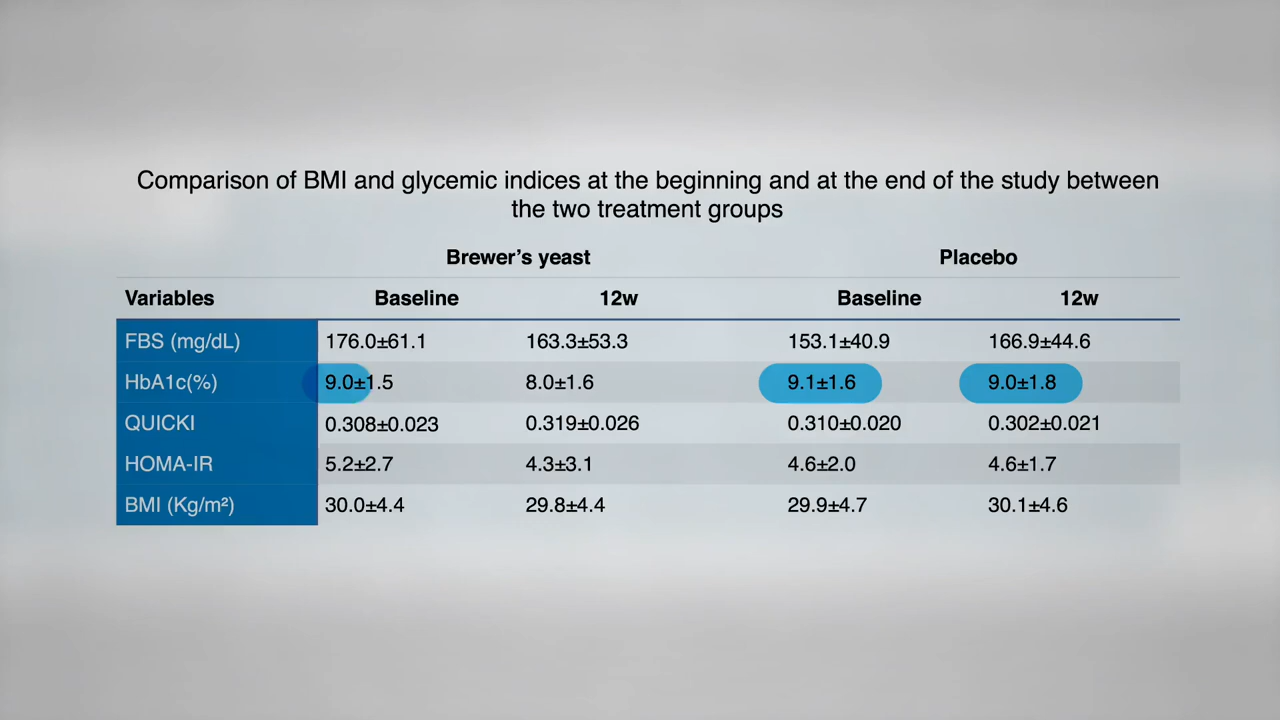 Comparison of BMI and glycemic indices at the beginning and at the end of the study between
the two treatment groups
Brewer’s yeast Placebo
Variables Baseline 12w Baseline 12w
FBS (mg/dL) 176.0±61.1 163.3±53.3 153.1±40.9 166.9±44.6
HbA1c(%) 9.0±1.5 8.0±1.6 9.1±1.6 9.0±1.8
QUICKI 0.308±0.023 0.319±0.026 0.310±0.020 0.302±0.021
HOMA-IR 5.2±2.7 4.3±3.1 4.6±2.0 4.6±1.7
BMI (Kg/m²) 30.0±4.4 29.8±4.4 29.9±4.7 30.1±4.6